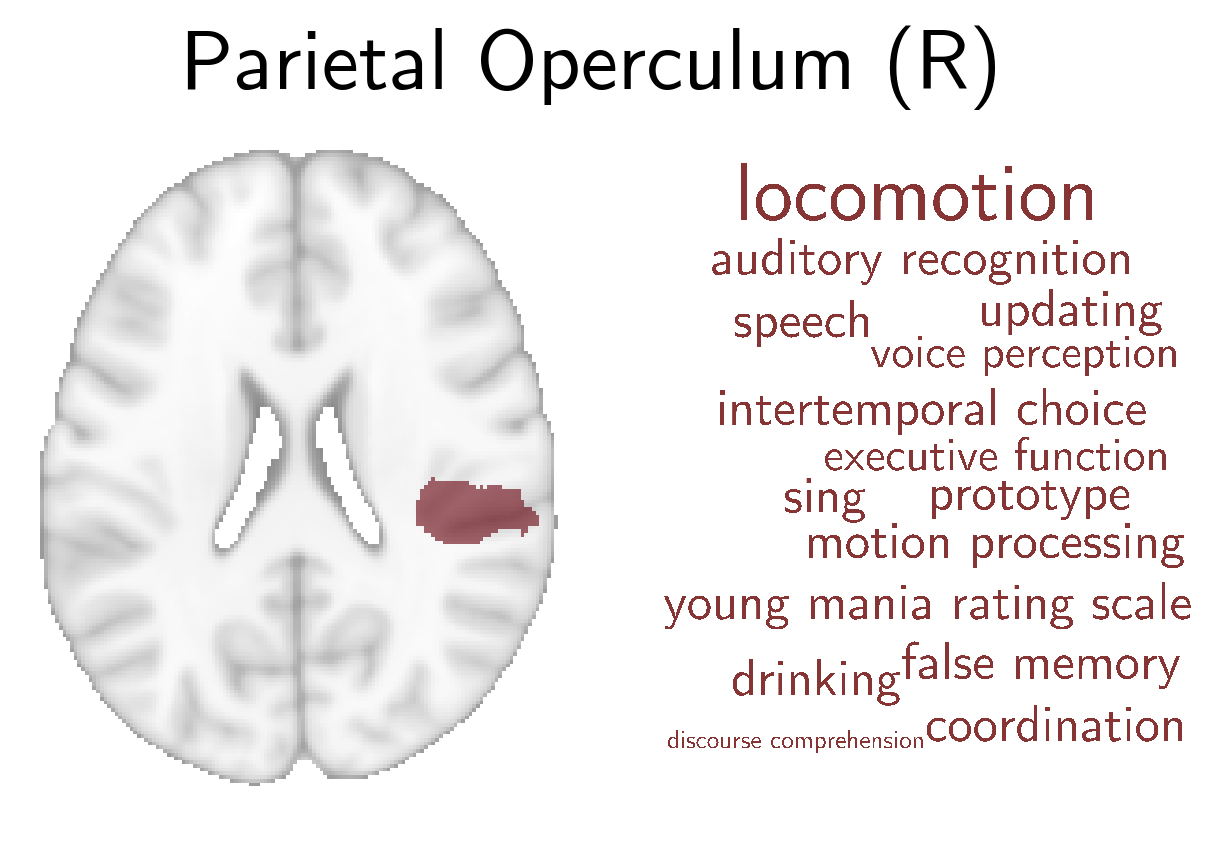 Parietal Operculum (R)
locomotion
auditory recognition
speech
updating
voice perception
intertemporal choice
executive function
sing
prototype
motion processing
young mania rating scale
drinking
false memory
discourse comprehension
coordination